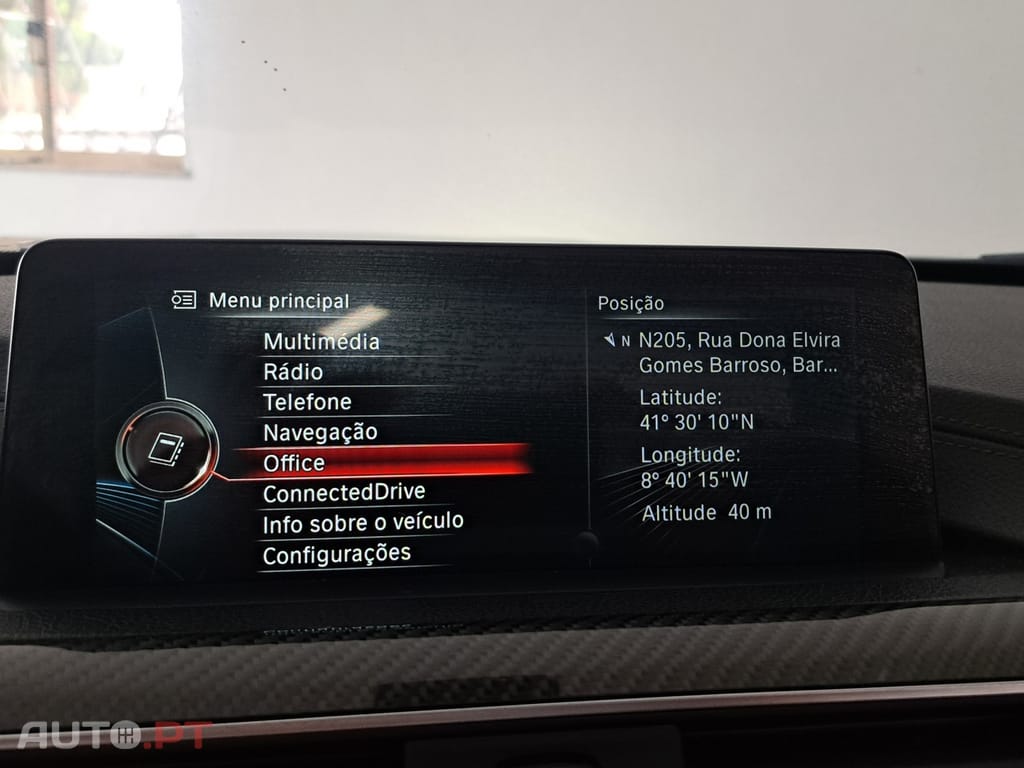 Menu principal
Multimédia
Rádio
Telefone
Navegação
Office
ConnectedDrive
Info sobre o veículo
Configurações
Posição
N N205, Rua Dona Elvira
Gomes Barroso, Bar...
Latitude:
41° 30' 10"N
Longitude:
8° 40' 15"W
Altitude 40 m
AUTO.PT